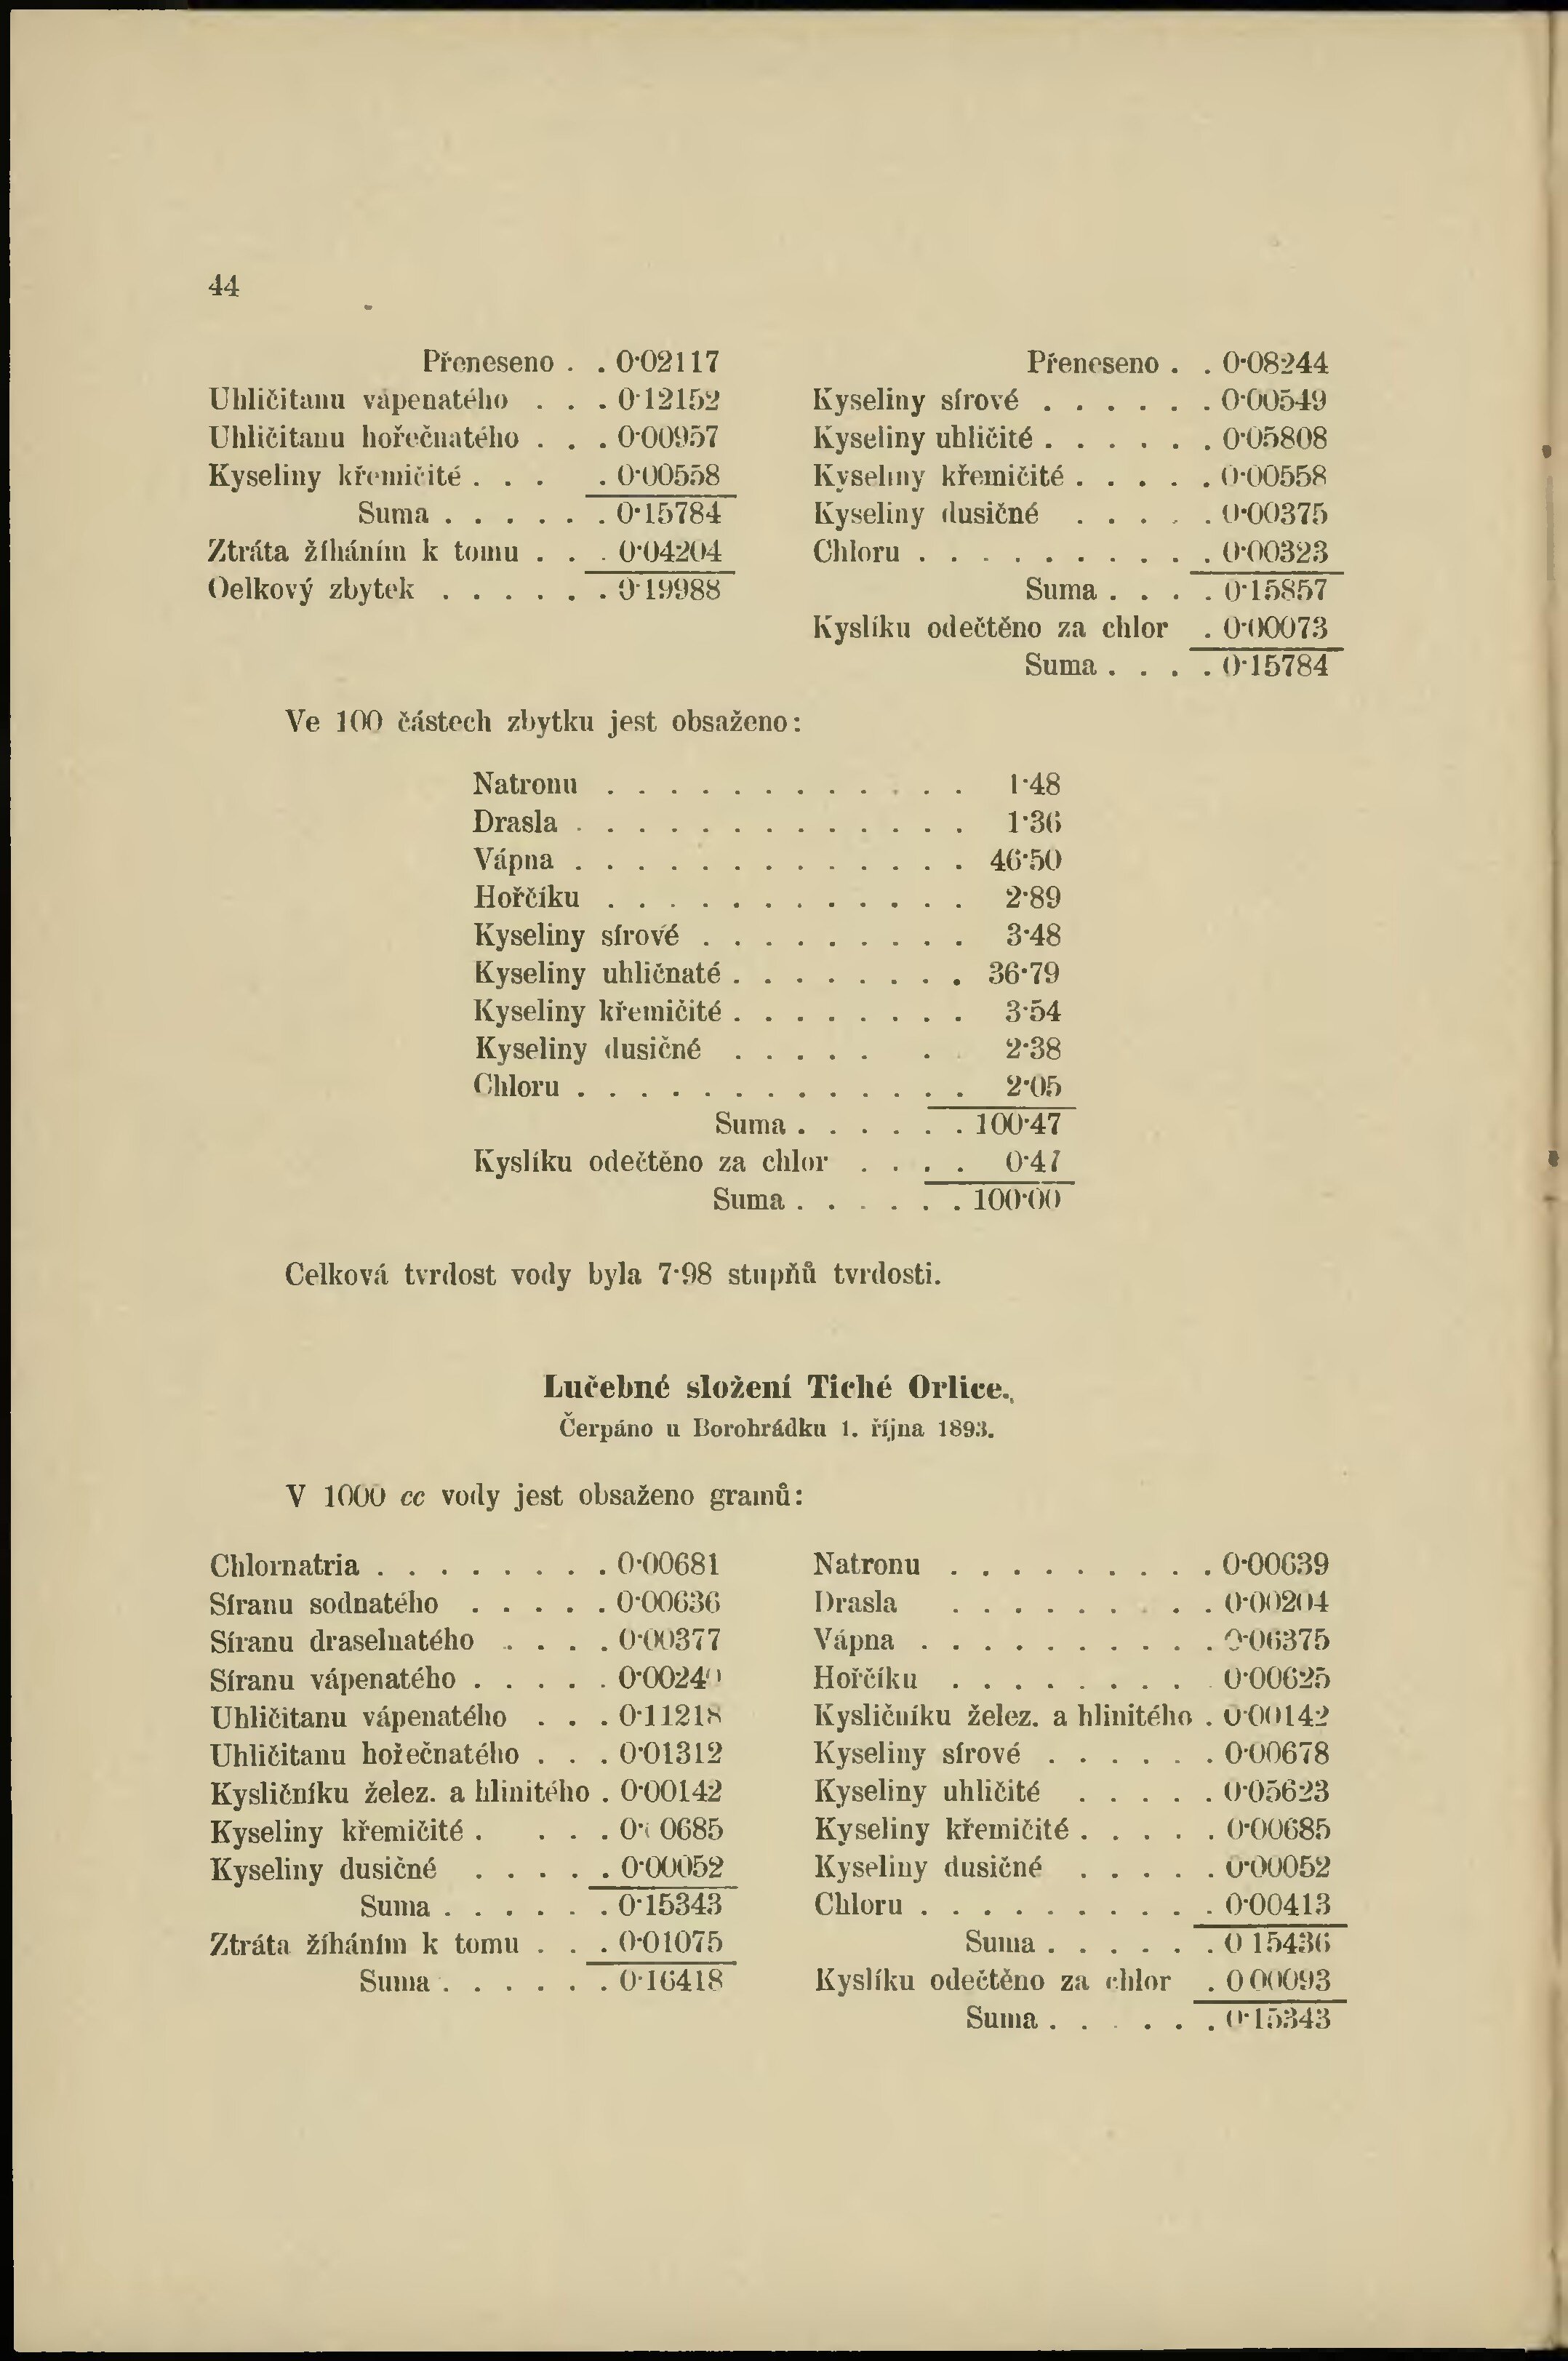 44
Přeneseno . . 0·02117
Uhličitanu vápenatého . . . 0·12152
Uhličitanu hořečnatého . . . 0·00957
Kyseliny křemičité . . . . 0·00558
Suma . . . . . . 0·15784
Ztráta žíháním k tomu . . . 0·04204
Celkový zbytek . . . . . . 0·19988
Přeneseno . . 0·08244
Kyseliny sírové . . . . . . 0·00549
Kyseliny uhličité . . . . . . 0·05808
Kyseliny křemičité . . . . . 0·00558
Kyseliny dusičné . . . . . 0·00375
Chloru . . . . . . . . . . 0·00323
Suma . . . . 0·15857
Kyslíku odečtěno za chlor . 0·00073
Suma . . . . 0·15784
Ve 100 částech zbytku jest obsaženo:
Natronu . . . . . . . . . . . . 1·48
Drasla . . . . . . . . . . . . . 1·36
Vápna . . . . . . . . . . . . . 46·50
Hořčíku . . . . . . . . . . . . 2·89
Kyseliny sírové . . . . . . . . . 3·48
Kyseliny uhličnaté . . . . . . . . 36·79
Kyseliny křemičité . . . . . . . . 3·54
Kyseliny dusičné . . . . . . 2·38
Chloru . . . . . . . . . . . . . 2·05
Suma . . . . . . 100·47
Kyslíku odečtěno za chlor . . . . 0·47
Suma . . . . . . 100·00
Celková tvrdost vody byla 7·98 stupňů tvrdosti.
Lučebné složení Tiché Orlice.
Čerpáno u Borohrádku 1. října 1893.
V 1000 cc vody jest obsaženo gramů:
Chlornatria . . . . . . . . 0·00681
Síranu sodnatého . . . . . 0·00636
Síranu draselnatého . . . . 0·00377
Síranu vápenatého . . . . . 0·00240
Uhličitanu vápenatého . . . 0·11218
Uhličitanu hořečnatého . . . 0·01312
Kysličníku želez. a hlinitého . 0·00142
Kyseliny křemičité . . . . 0·00685
Kyseliny dusičné . . . . . 0·00052
Suma . . . . . . 0·15343
Ztráta žíháním k tomu . . . 0·01075
Suma . . . . . . 0·16418
Natronu . . . . . . . . . 0·00639
Drasla . . . . . . . . 0·00204
Vápna . . . . . . . . . . 0·06375
Hořčíku . . . . . . . . . 0·00625
Kysličníku želez. a hlinitého . 0·00142
Kyseliny sírové . . . . . . 0·00678
Kyseliny uhličité . . . . . 0·05623
Kyseliny křemičité . . . . . 0·00685
Kyseliny dusičné . . . . . 0·00052
Chloru . . . . . . . . . . 0·00413
Suma . . . . . . 0 15436
Kyslíku odečtěno za chlor . 0 00093
Suma . . . . . . 0·15343